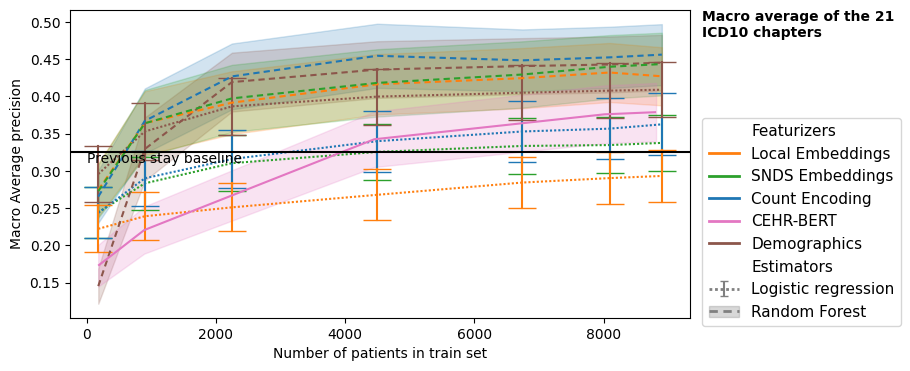 Macro average of the 21
ICD10 chapters
Macro Average precision
0.50
0.45
0.40
0.35
0.30
0.25
0.20
0.15
Previous stay baseline
0
2000
4000
6000
8000
Number of patients in train set
Featurizers
Local Embeddings
SNDS Embeddings
Count Encoding
CEHR-BERT
Demographics
Estimators
Logistic regression
Random Forest